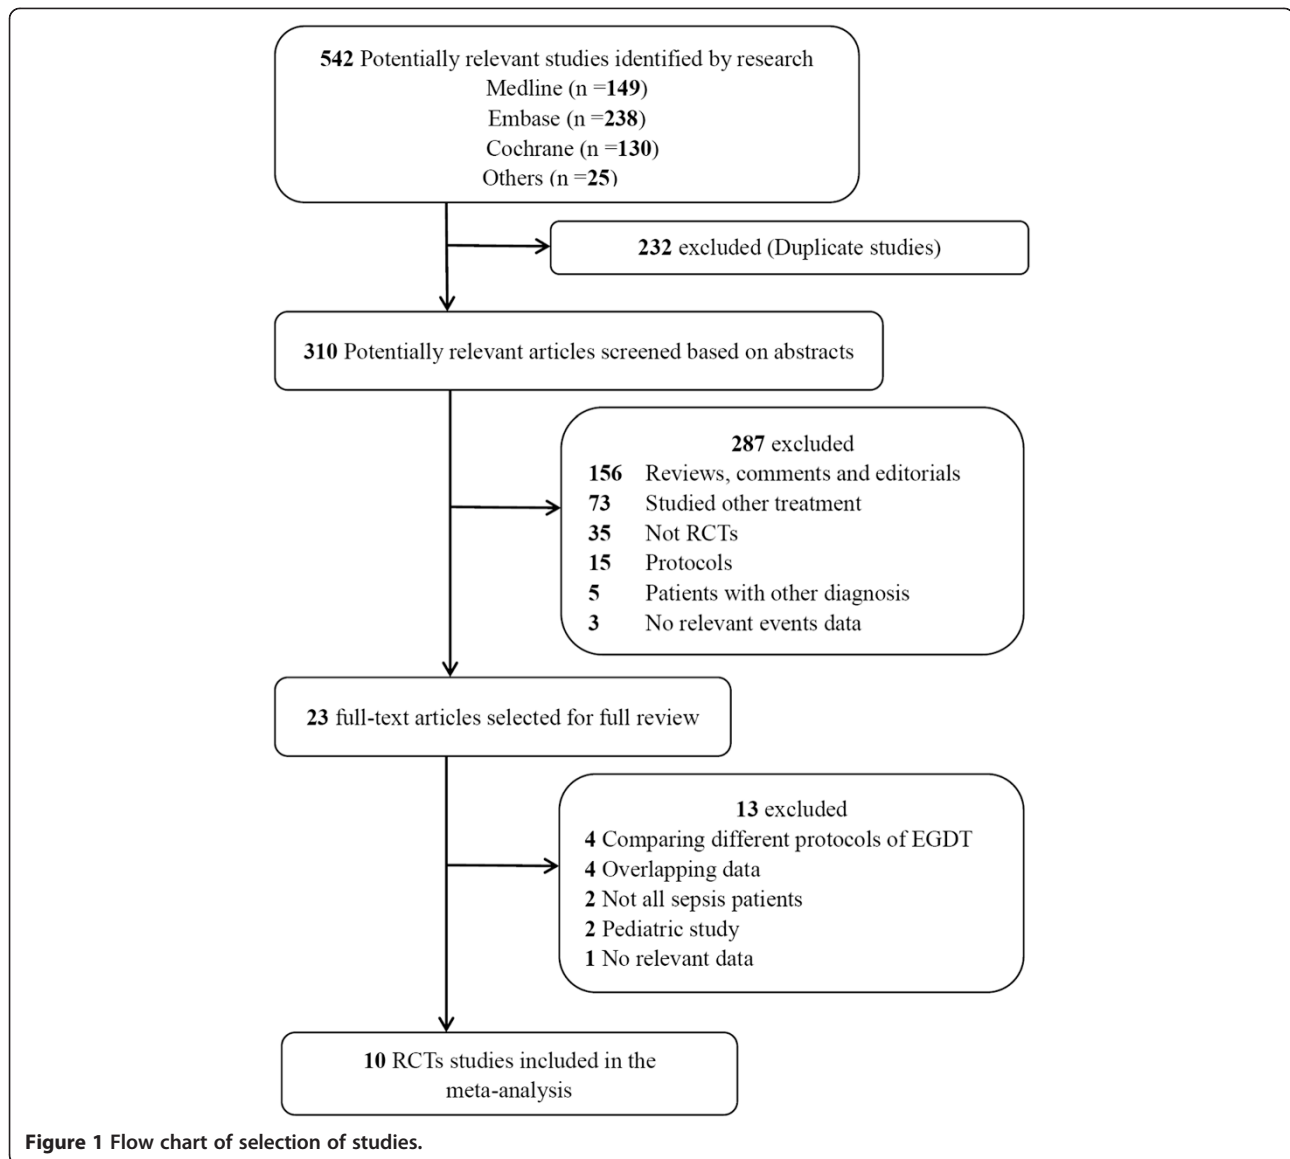 542 Potentially relevant studies identified by research
Medline (n =149)
Embase (n =238)
Cochrane (n =130)
Others (n =25)
232 excluded (Duplicate studies)
310 Potentially relevant articles screened based on abstracts
287 excluded
156 Reviews, comments and editorials
73 Studied other treatment
35 Not RCTs
15 Protocols
5 Patients with other diagnosis
3 No relevant events data
23 full-text articles selected for full review
13 excluded
4 Comparing different protocols of EGDT
4 Overlapping data
2 Not all sepsis patients
2 Pediatric study
1 No relevant data
10 RCTs studies included in the
meta-analysis
Figure 1 Flow chart of selection of studies.